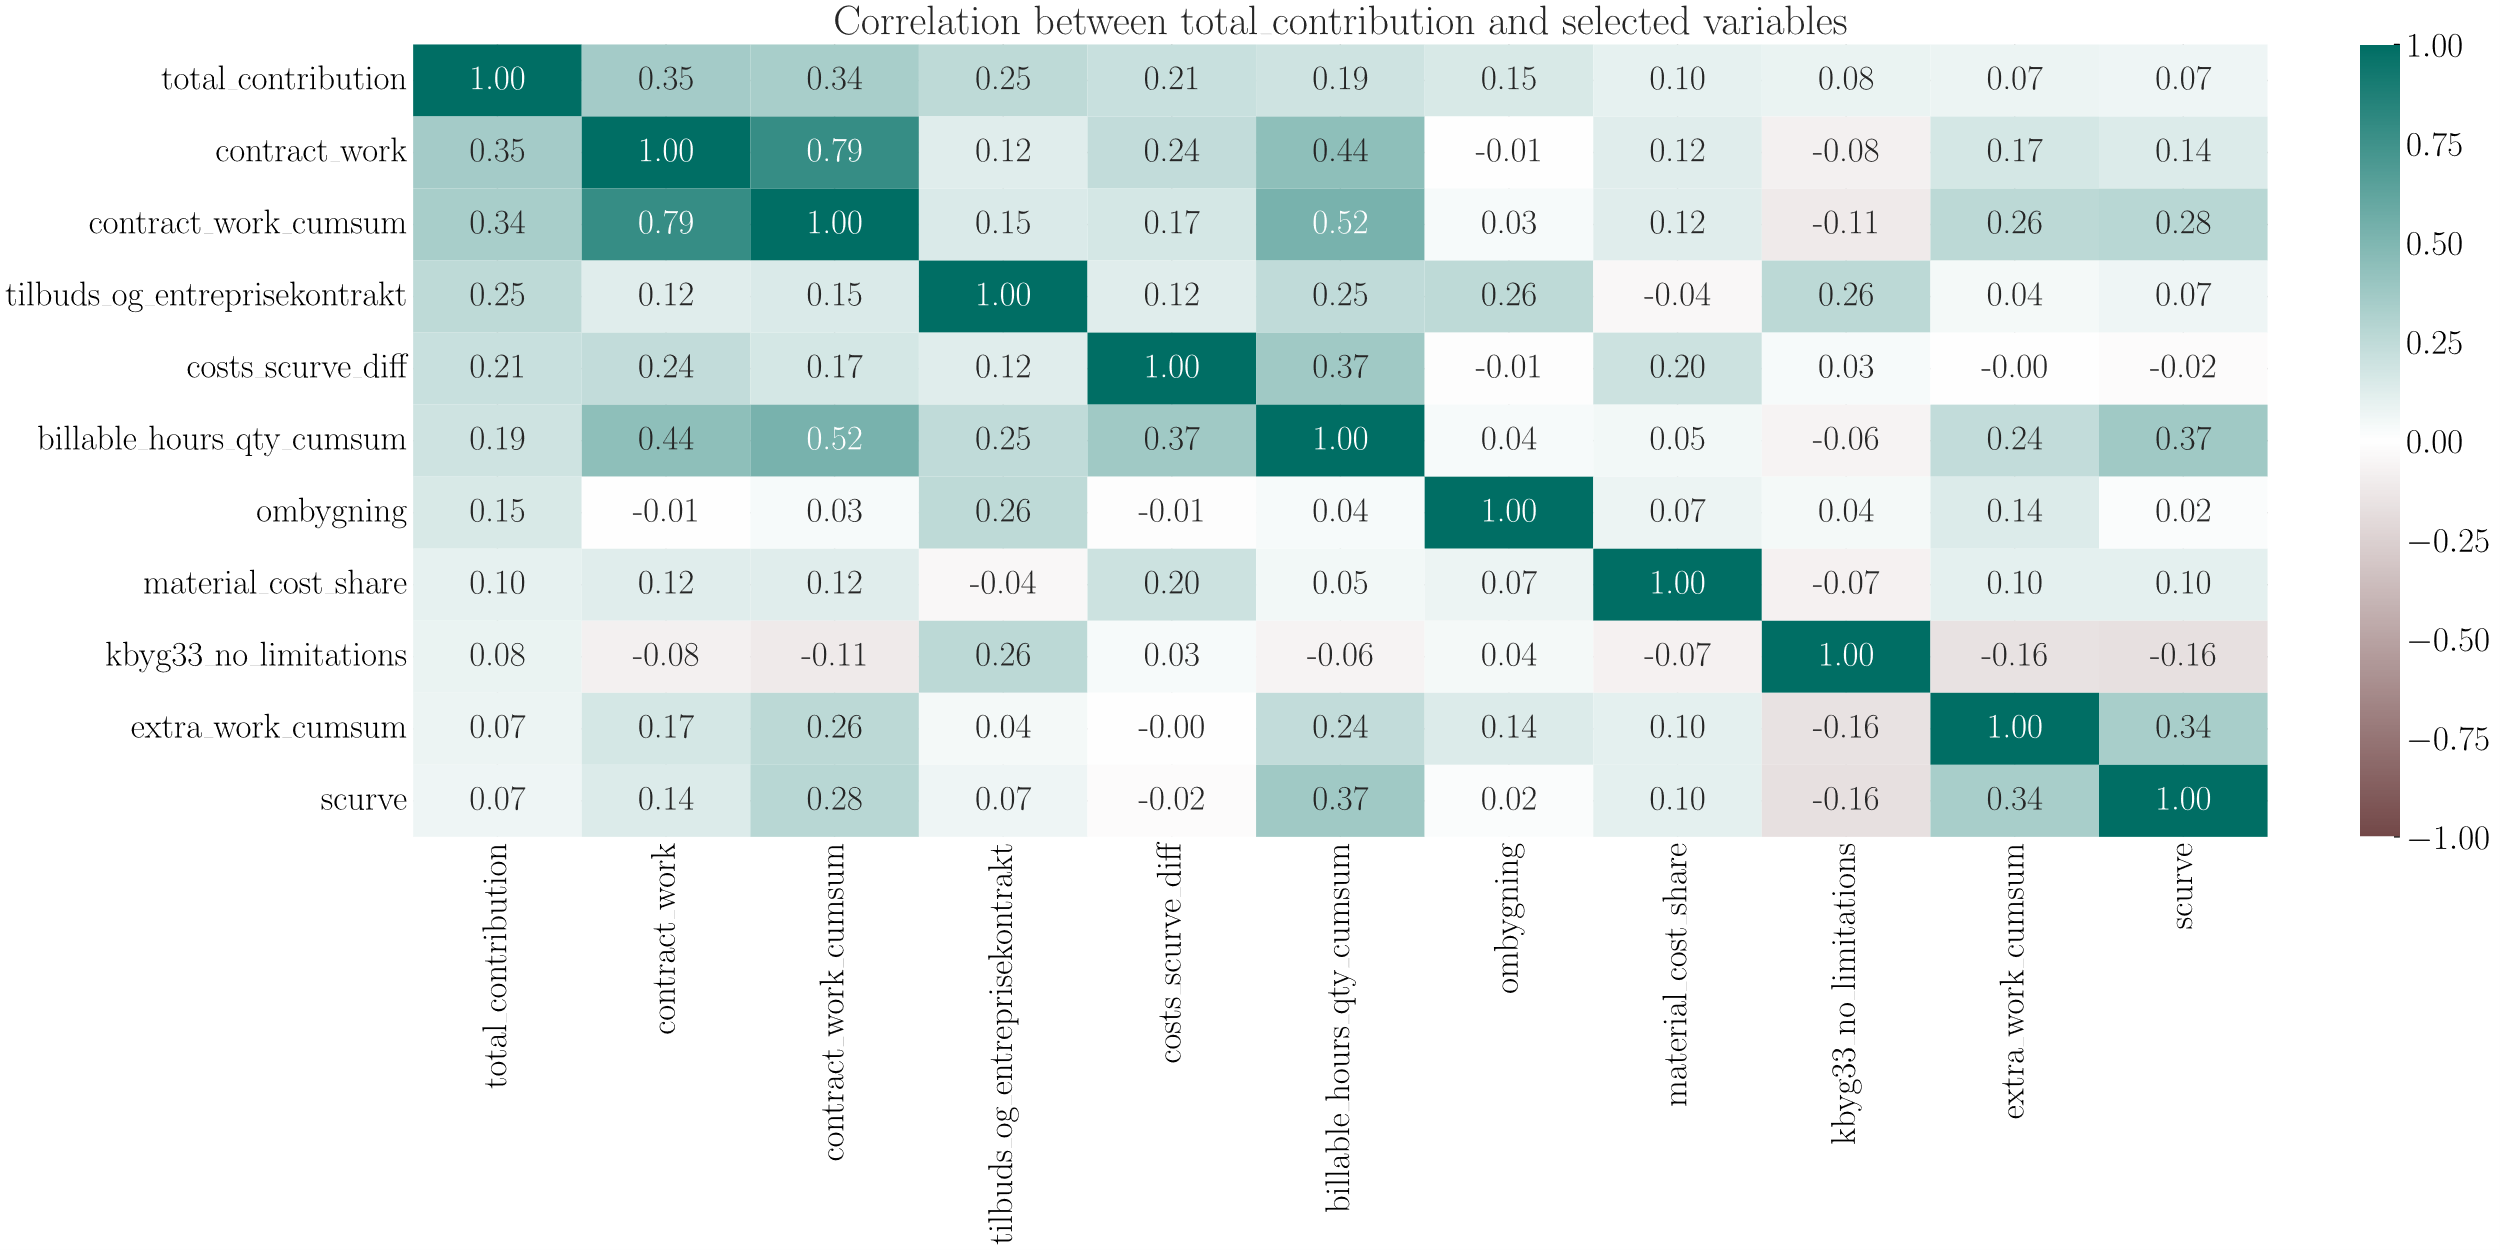 Correlation between total_contribution and selected variables
total_contribution 1.00 0.35 0.34 0.25 0.21 0.19 0.15 0.10 0.08 0.07 0.07
contract_work 0.35 1.00 0.79 0.12 0.24 0.44 -0.01 0.12 -0.08 0.17 0.14
contract_work_cumsum 0.34 0.79 1.00 0.15 0.17 0.52 0.03 0.12 -0.11 0.26 0.28
tilbuds_og_entreprisekontrakt 0.25 0.12 0.15 1.00 0.12 0.25 0.26 -0.04 0.26 0.04 0.07
costs_scurve_diff 0.21 0.24 0.17 0.12 1.00 0.37 -0.01 0.20 0.03 -0.00 -0.02
billable_hours_qty_cumsum 0.19 0.44 0.52 0.25 0.37 1.00 0.04 0.05 -0.06 0.24 0.37
ombygning 0.15 -0.01 0.03 0.26 -0.01 0.04 1.00 0.07 0.04 0.14 0.02
material_cost_share 0.10 0.12 0.12 -0.04 0.20 0.05 0.07 1.00 -0.07 0.10 0.10
kbyg33_no_limitations 0.08 -0.08 -0.11 0.26 0.03 -0.06 0.04 -0.07 1.00 -0.16 -0.16
extra_work_cumsum 0.07 0.17 0.26 0.04 -0.00 0.24 0.14 0.10 -0.16 1.00 0.34
scurve 0.07 0.14 0.28 0.07 -0.02 0.37 0.02 0.10 -0.16 0.34 1.00
total_contribution
contract_work
contract_work_cumsum
tilbuds_og_entreprisekontrakt
costs_scurve_diff
billable_hours_qty_cumsum
ombygning
material_cost_share
kbyg33_no_limitations
extra_work_cumsum
scurve
1.00
0.75
0.50
0.25
0.00
−0.25
−0.50
−0.75
−1.00